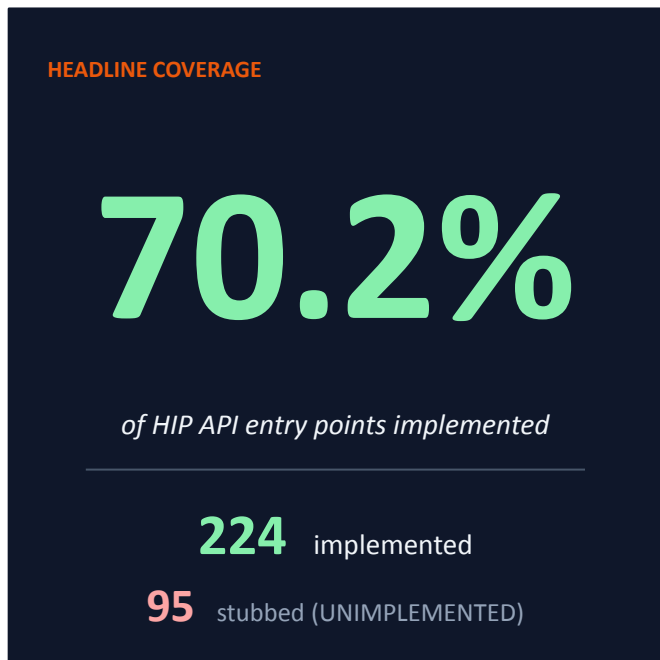 HEADLINE COVERAGE
70.2%
of HIP API entry points implemented
224 implemented
95 stubbed (UNIMPLEMENTED)